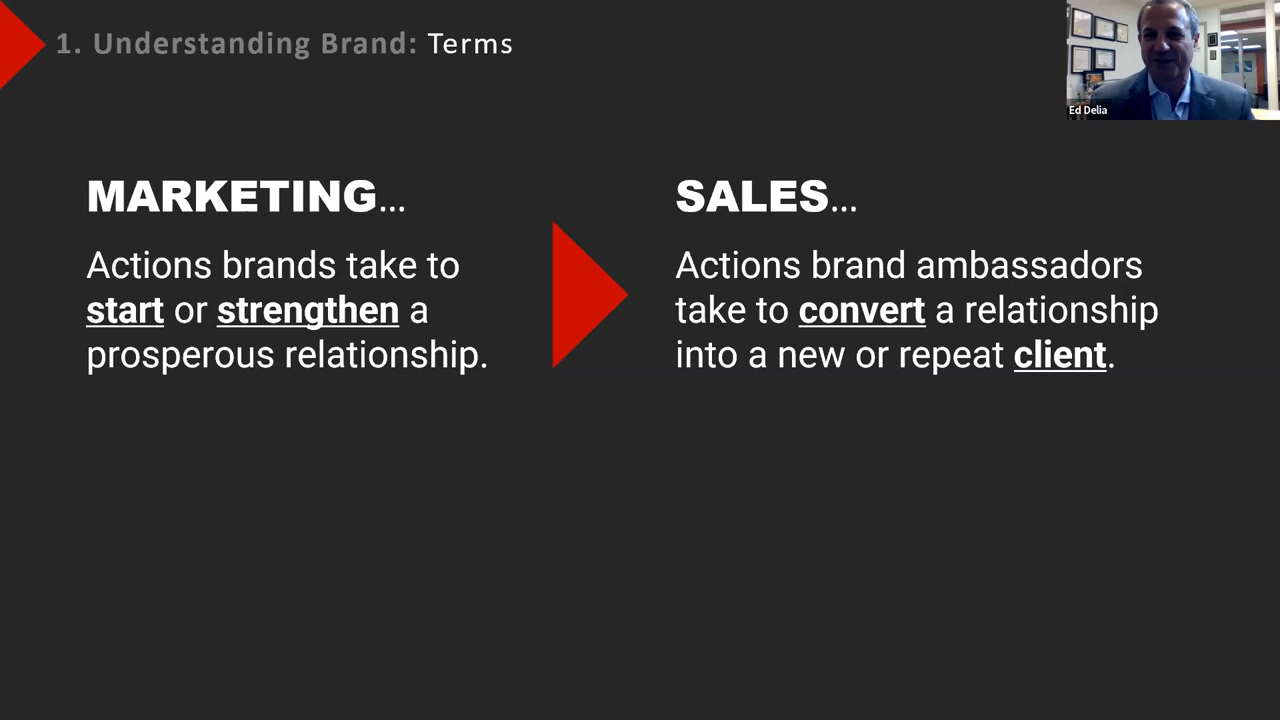 1. Understanding Brand: Terms
Ed Delia
MARKETING...
Actions brands take to
start or strengthen a
prosperous relationship.
SALES...
Actions brand ambassadors
take to convert a relationship
into a new or repeat client.